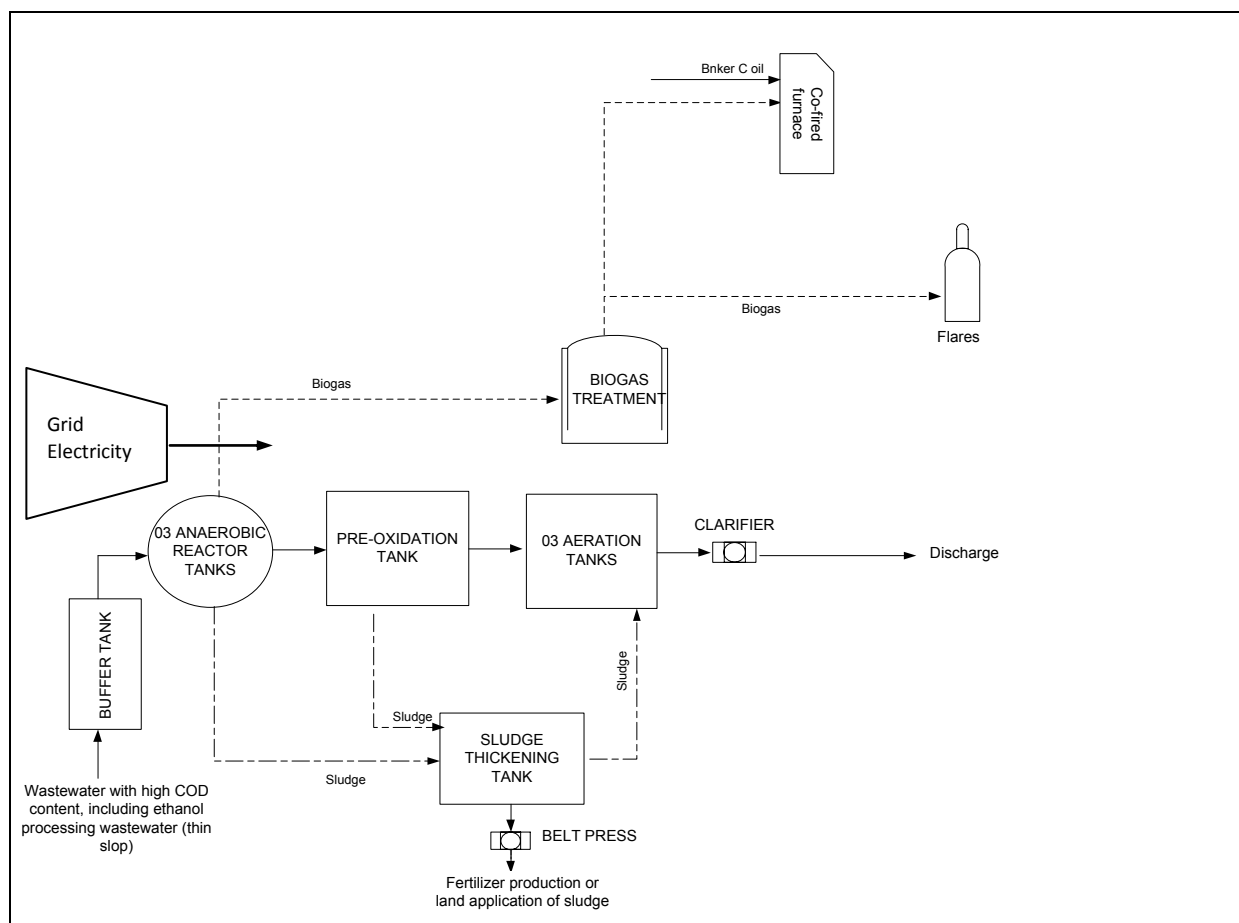 Bnker C oil
Co-fired
furnace
Biogas
Flares
BIOGAS
TREATMENT
Biogas
Grid
Electricity
03 ANAEROBIC
REACTOR
TANKS
PRE-OXIDATION
TANK
03 AERATION
TANKS
CLARIFIER
Discharge
BUFFER TANK
Sludge
Sludge
Sludge
SLUDGE
THICKENING
TANK
Wastewater with high COD
content, including ethanol
processing wastewater (thin
slop)
BELT PRESS
Fertilizer production or
land application of sludge